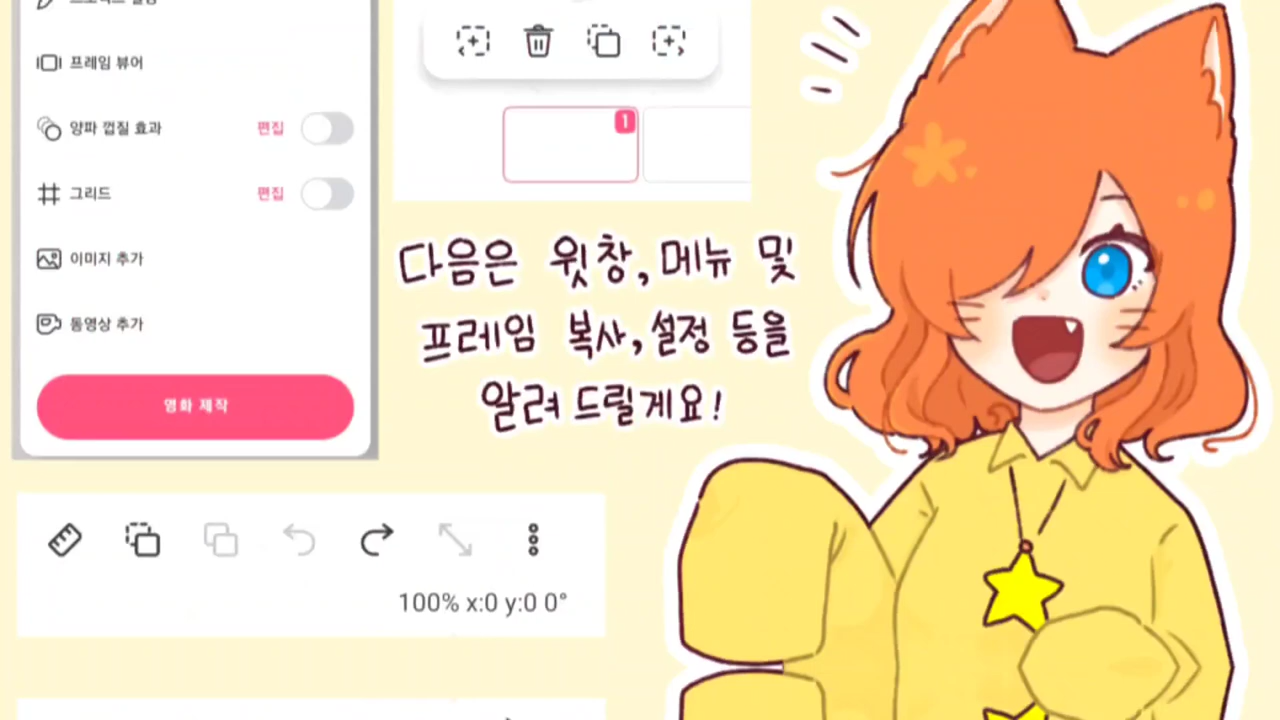 프레임 뷰어
양파 껍질 효과 편집
그리드 편집
이미지 추가
동영상 추가
영화 제작
1
다음은 윗창, 메뉴 및
프레임 복사, 설정 등을
알려 드릴게요!
100% x:0 y:0 0°